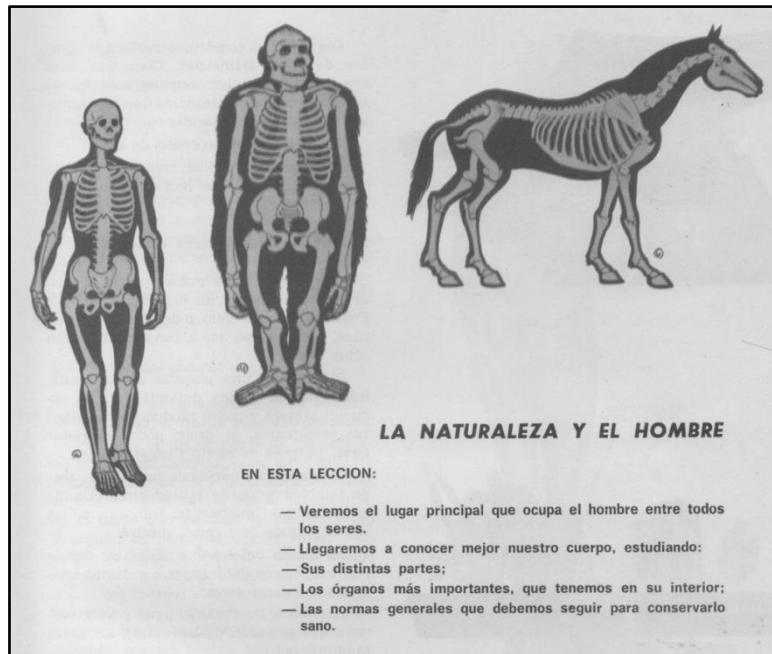 LA NATURALEZA Y EL HOMBRE
EN ESTA LECCION:
— Veremos el lugar principal que ocupa el hombre entre todos
los seres.
— Llegaremos a conocer mejor nuestro cuerpo, estudiando:
— Sus distintas partes;
— Los órganos más importantes, que tenemos en su interior;
— Las normas generales que debemos seguir para conservarlo
sano.